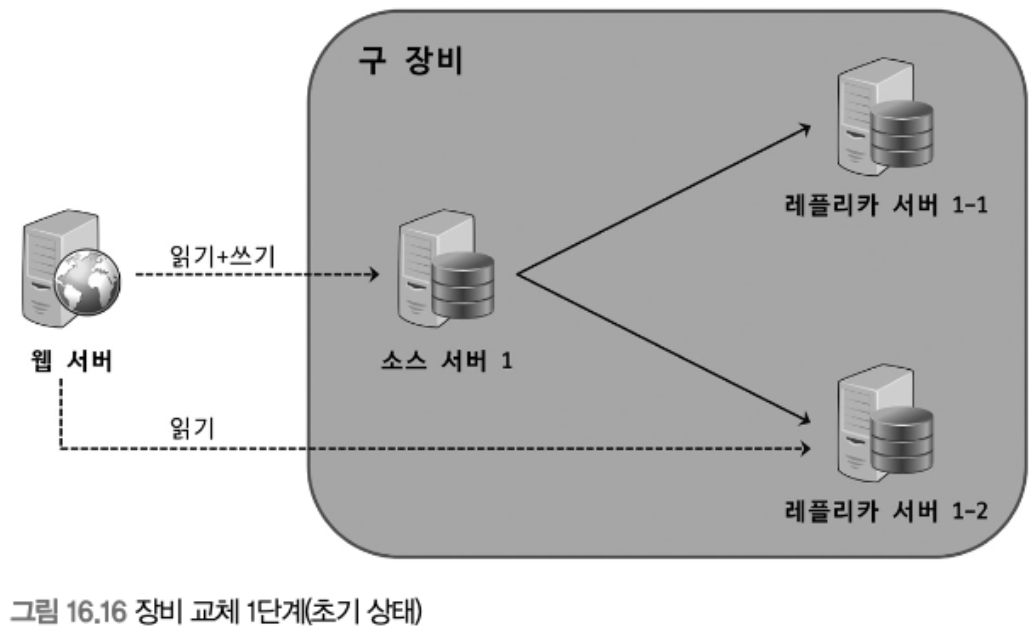 구 장비
레플리카 서버 1-1
읽기+쓰기
웹 서버
소스 서버 1
읽기
레플리카 서버 1-2
그림 16.16 장비 교체 1단계(초기 상태)